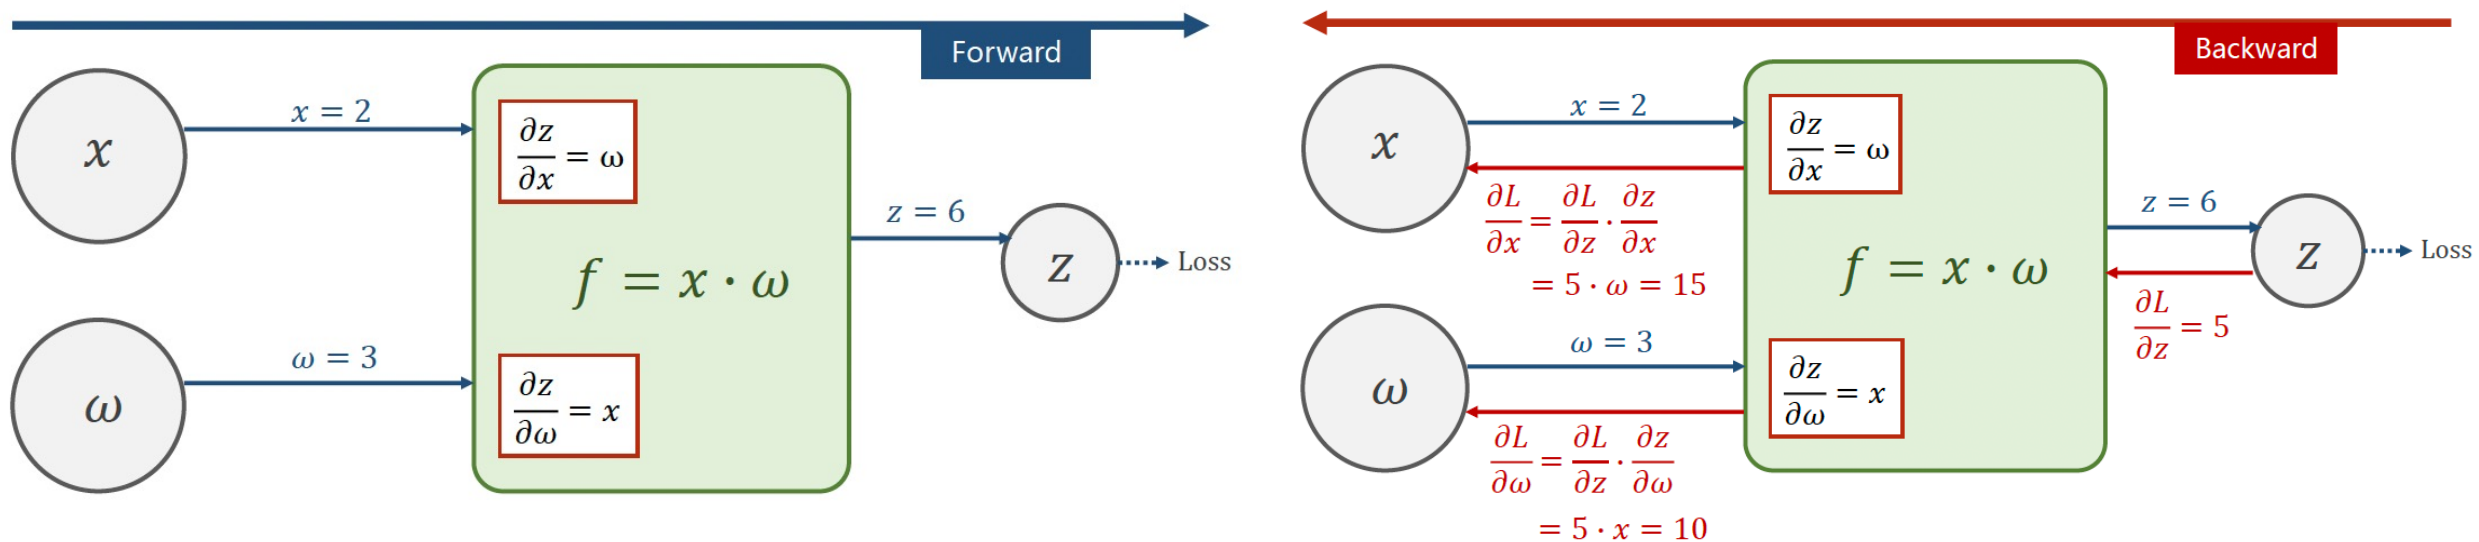 Forward
x
x = 2
∂z/∂x = ω
f = x · ω
z = 6
z
Loss
ω
ω = 3
∂z/∂ω = x
Backward
x
x = 2
∂z/∂x = ω
∂L/∂x = ∂L/∂z · ∂z/∂x
= 5 · ω = 15
f = x · ω
z = 6
z
Loss
∂L/∂z = 5
ω
ω = 3
∂z/∂ω = x
∂L/∂ω = ∂L/∂z · ∂z/∂ω
= 5 · x = 10